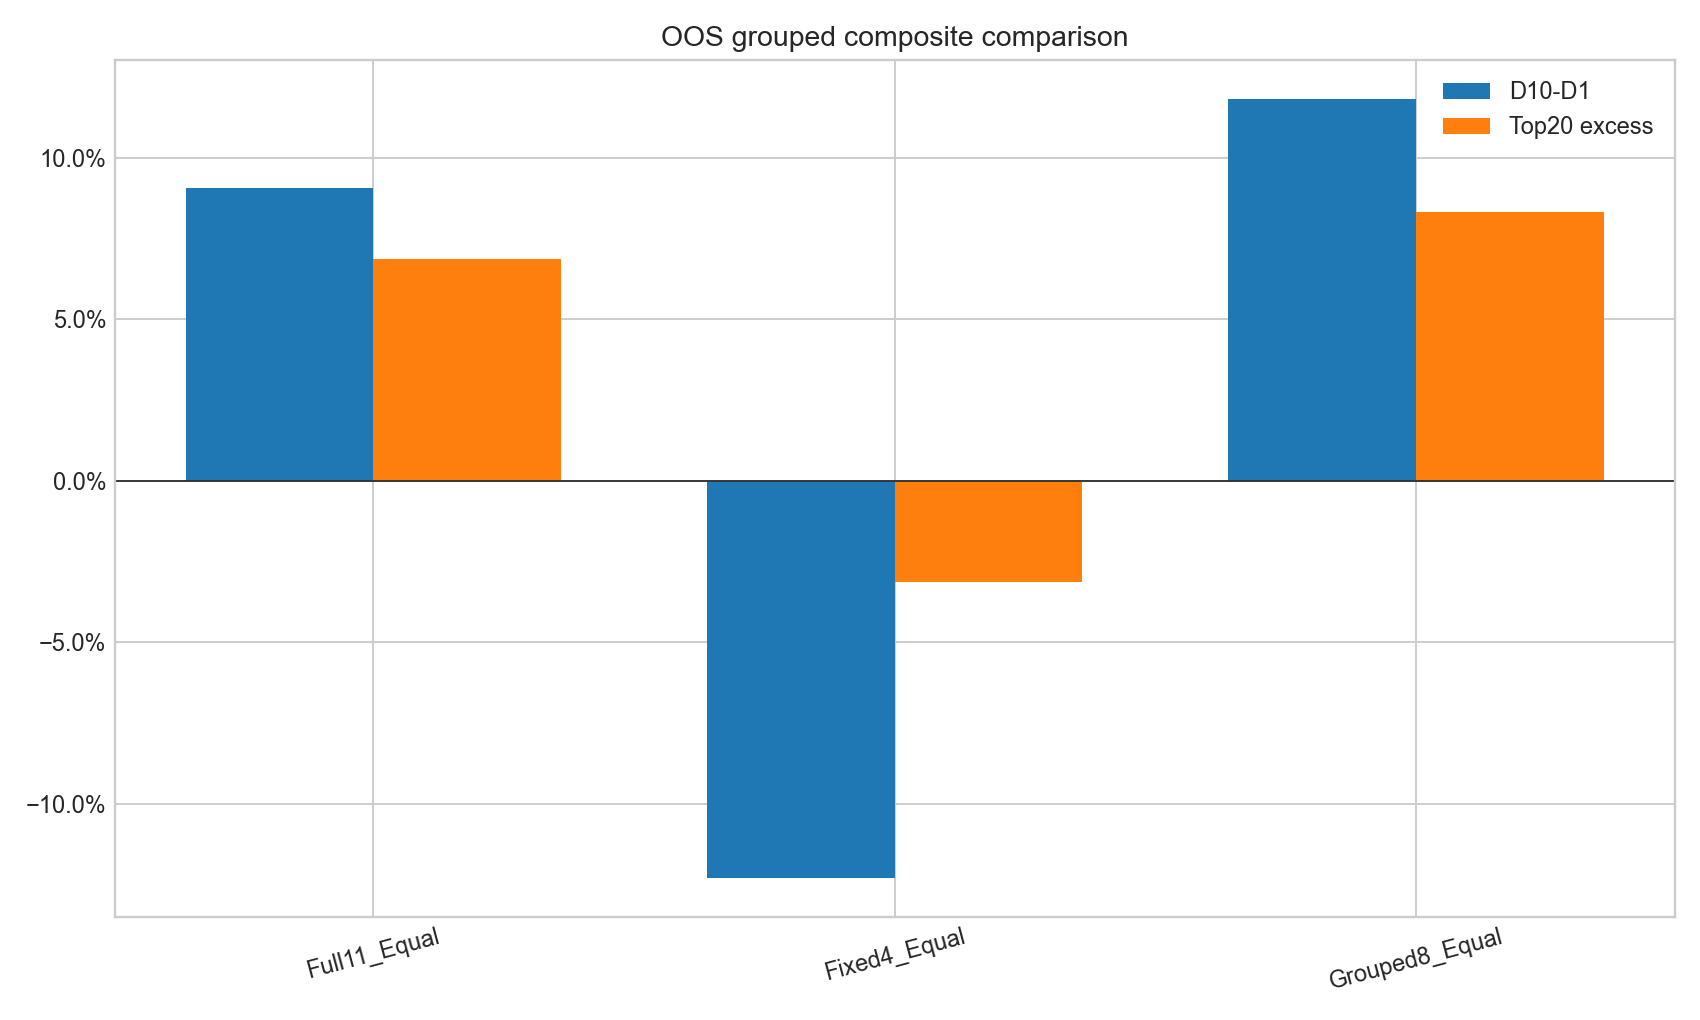 OOS grouped composite comparison
D10-D1
Top20 excess
10.0%
5.0%
0.0%
−5.0%
−10.0%
Full11_Equal
Fixed4_Equal
Grouped8_Equal